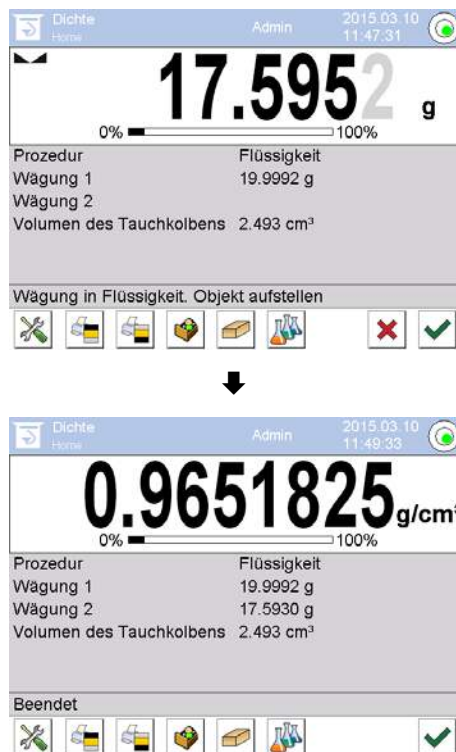 Dichte
Home
Admin
2015.03.10
11:47:31
17.5952 g
0% 100%
Prozedur Flüssigkeit
Wägung 1 19.9992 g
Wägung 2
Volumen des Tauchkolbens 2.493 cm³
Wägung in Flüssigkeit. Objekt aufstellen
Dichte
Home
Admin
2015.03.10
11:49:33
0.9651825 g/cm³
0% 100%
Prozedur Flüssigkeit
Wägung 1 19.9992 g
Wägung 2 17.5930 g
Volumen des Tauchkolbens 2.493 cm³
Beendet